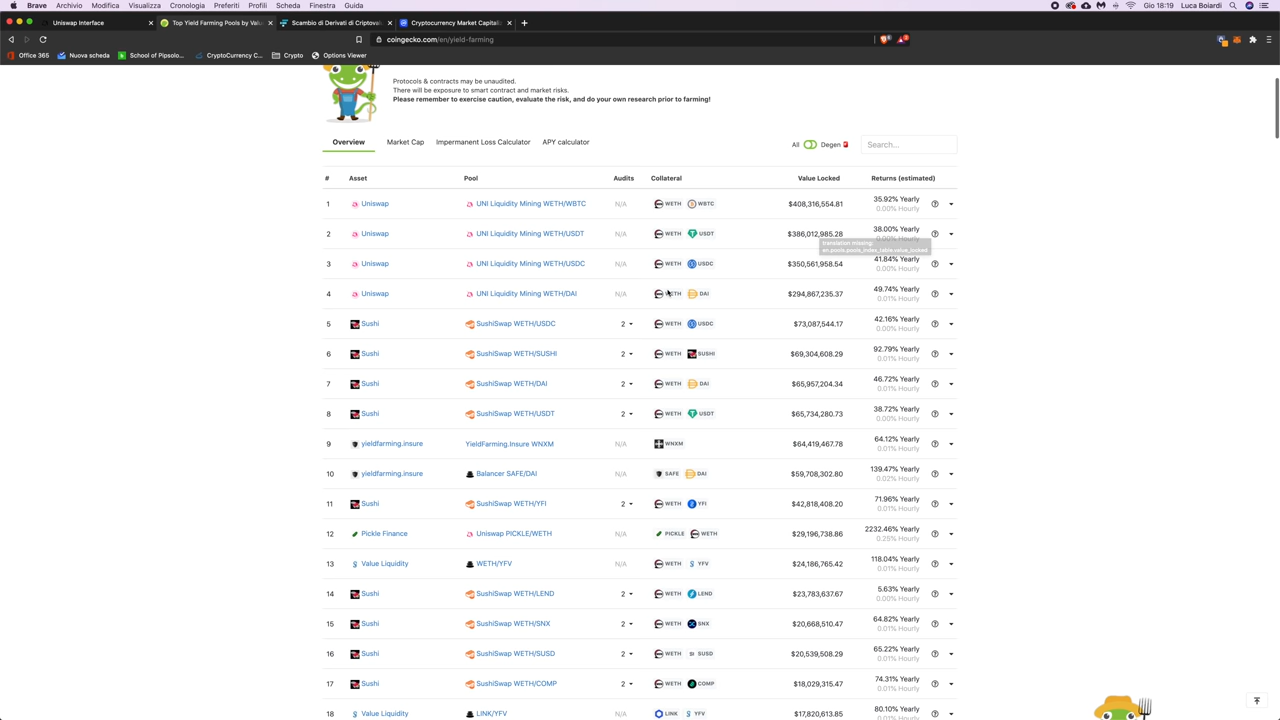 Brave Archivio Modifica Visualizza Cronologia Preferiti Profili Scheda Finestra Guida Gio 18:19 Luca Boiardi
Uniswap Interface × Top Yield Farming Pools by Valu × Scambio di Derivati di Criptoval × Cryptocurrency Market Capitaliz × +
coingecko.com/en/yield-farming
Office 365 Nuova scheda School of Pipsolo... CryptoCurrency C... Crypto Options Viewer
Protocols & contracts may be unaudited.
There will be exposure to smart contract and market risks.
Please remember to exercise caution, evaluate the risk, and do your own research prior to farming!
Overview Market Cap Impermanent Loss Calculator APY calculator All Degen Search...
# Asset Pool Audits Collateral Value Locked Returns (estimated)
1 Uniswap UNI Liquidity Mining WETH/WBTC N/A WETH WBTC $408,316,554.81 35.92% Yearly
0.00% Hourly
2 Uniswap UNI Liquidity Mining WETH/USDT N/A WETH USDT $386,012,985.28 38.00% Yearly
translation missing:
en.pools.pools_index_table.value_locked
3 Uniswap UNI Liquidity Mining WETH/USDC N/A WETH USDC $350,561,958.54 41.84% Yearly
0.00% Hourly
4 Uniswap UNI Liquidity Mining WETH/DAI N/A WETH DAI $294,867,235.37 49.74% Yearly
0.01% Hourly
5 Sushi SushiSwap WETH/USDC 2 WETH USDC $73,087,544.17 42.16% Yearly
0.00% Hourly
6 Sushi SushiSwap WETH/SUSHI 2 WETH SUSHI $69,304,608.29 92.79% Yearly
0.01% Hourly
7 Sushi SushiSwap WETH/DAI 2 WETH DAI $65,957,204.34 46.72% Yearly
0.01% Hourly
8 Sushi SushiSwap WETH/USDT 2 WETH USDT $65,734,280.73 38.72% Yearly
0.00% Hourly
9 yieldfarming.insure YieldFarming.Insure WNXM N/A WNXM $64,419,467.78 64.12% Yearly
0.01% Hourly
10 yieldfarming.insure Balancer SAFE/DAI N/A SAFE DAI $59,708,302.80 139.47% Yearly
0.02% Hourly
11 Sushi SushiSwap WETH/YFI 2 WETH YFI $42,818,408.20 71.96% Yearly
0.01% Hourly
12 Pickle Finance Uniswap PICKLE/WETH N/A PICKLE WETH $29,196,738.86 2232.46% Yearly
0.25% Hourly
13 Value Liquidity WETH/YFV N/A WETH YFV $24,186,765.42 118.04% Yearly
0.01% Hourly
14 Sushi SushiSwap WETH/LEND 2 WETH LEND $23,783,637.67 5.63% Yearly
0.00% Hourly
15 Sushi SushiSwap WETH/SNX 2 WETH SNX $20,668,510.47 64.82% Yearly
0.01% Hourly
16 Sushi SushiSwap WETH/SUSD 2 WETH SUSD $20,539,508.29 65.22% Yearly
0.01% Hourly
17 Sushi SushiSwap WETH/COMP 2 WETH COMP $18,029,315.47 74.31% Yearly
0.01% Hourly
18 Value Liquidity LINK/YFV N/A LINK YFV $17,820,613.85 80.10% Yearly
0.01% Hourly